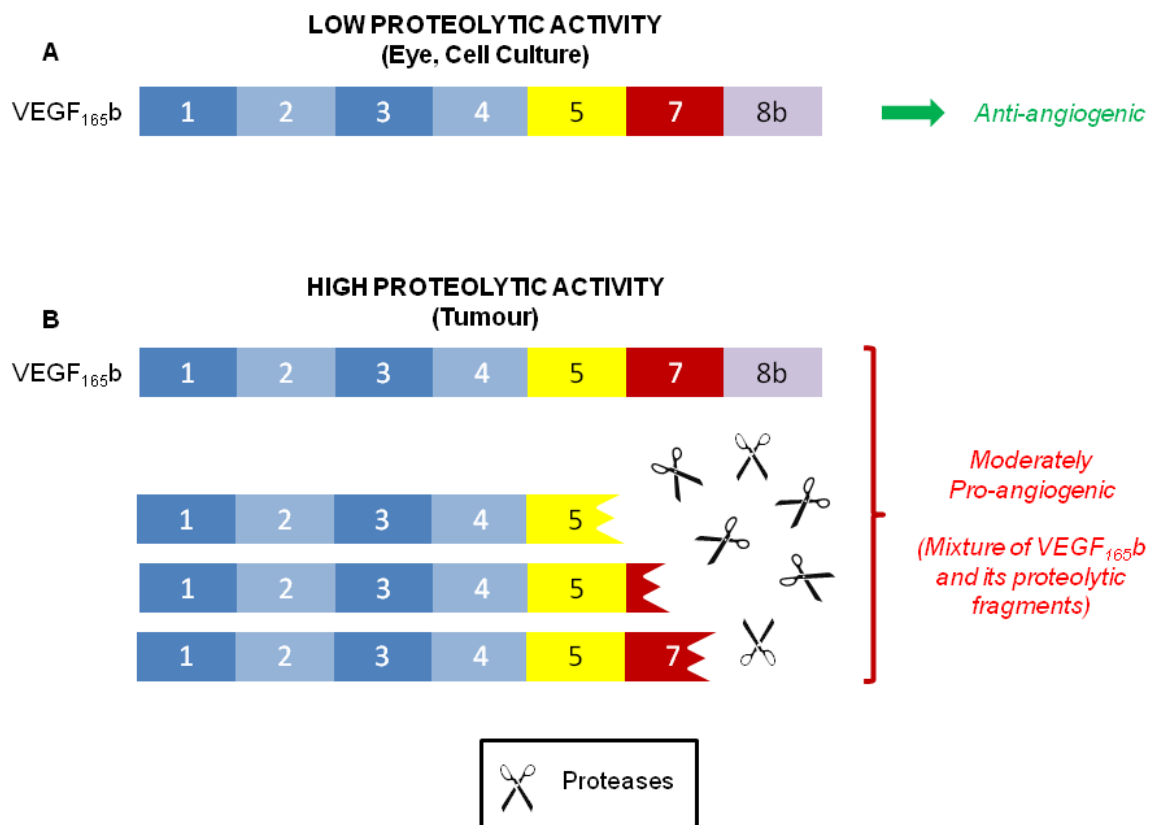 LOW PROTEOLYTIC ACTIVITY
(Eye, Cell Culture)
A
VEGF165b 1 2 3 4 5 7 8b Anti-angiogenic
HIGH PROTEOLYTIC ACTIVITY
(Tumour)
B
VEGF165b 1 2 3 4 5 7 8b
1 2 3 4 5
1 2 3 4 5
1 2 3 4 5 7
Moderately
Pro-angiogenic
(Mixture of VEGF165b
and its proteolytic
fragments)
Proteases